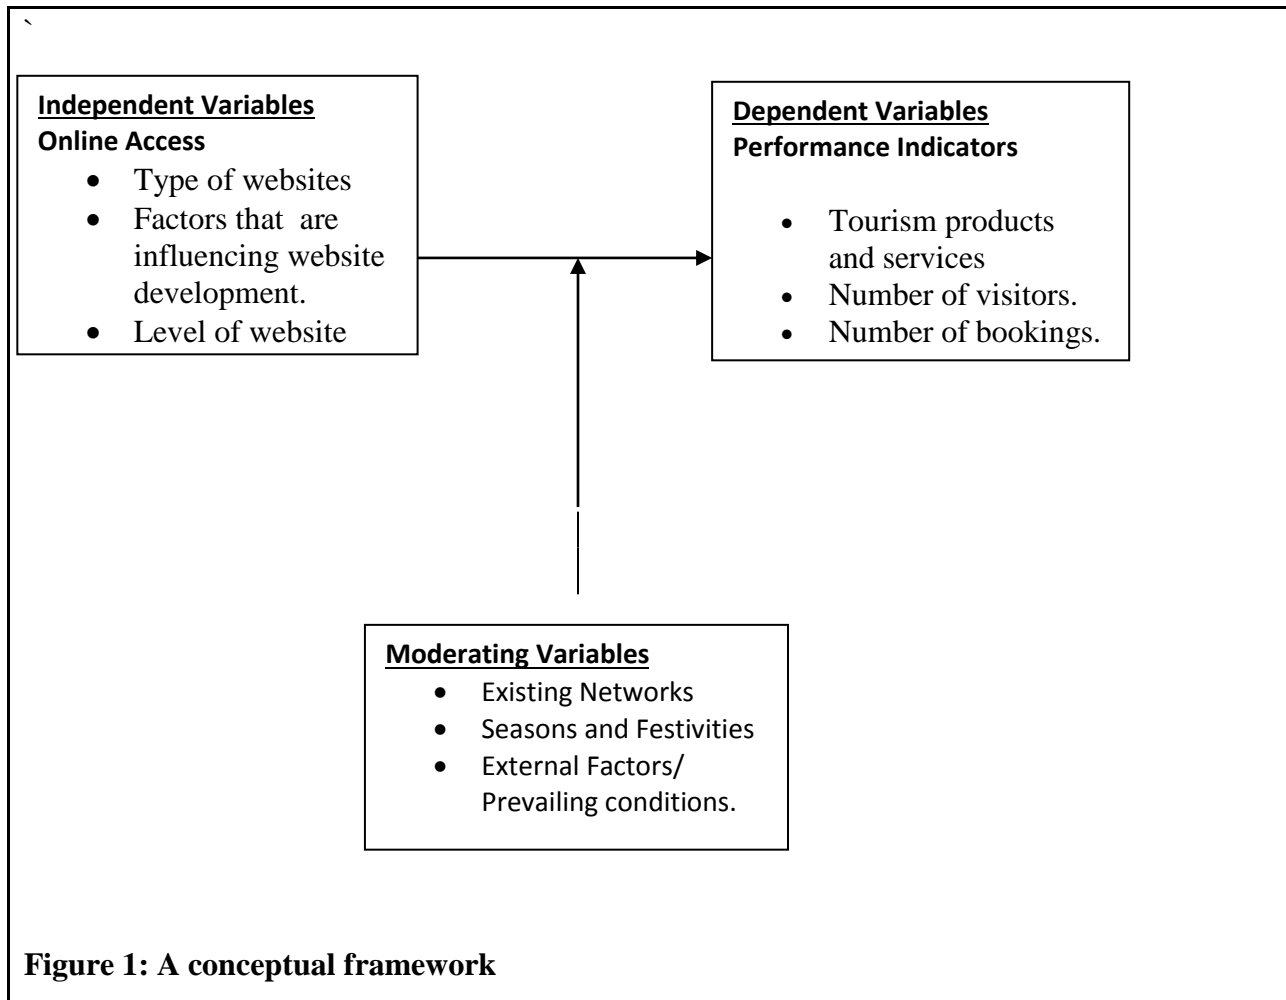 `
Independent Variables
Online Access
• Type of websites
• Factors that are
influencing website
development.
• Level of website
Dependent Variables
Performance Indicators
• Tourism products
and services
• Number of visitors.
• Number of bookings.
Moderating Variables
• Existing Networks
• Seasons and Festivities
• External Factors/
Prevailing conditions.
Figure 1: A conceptual framework